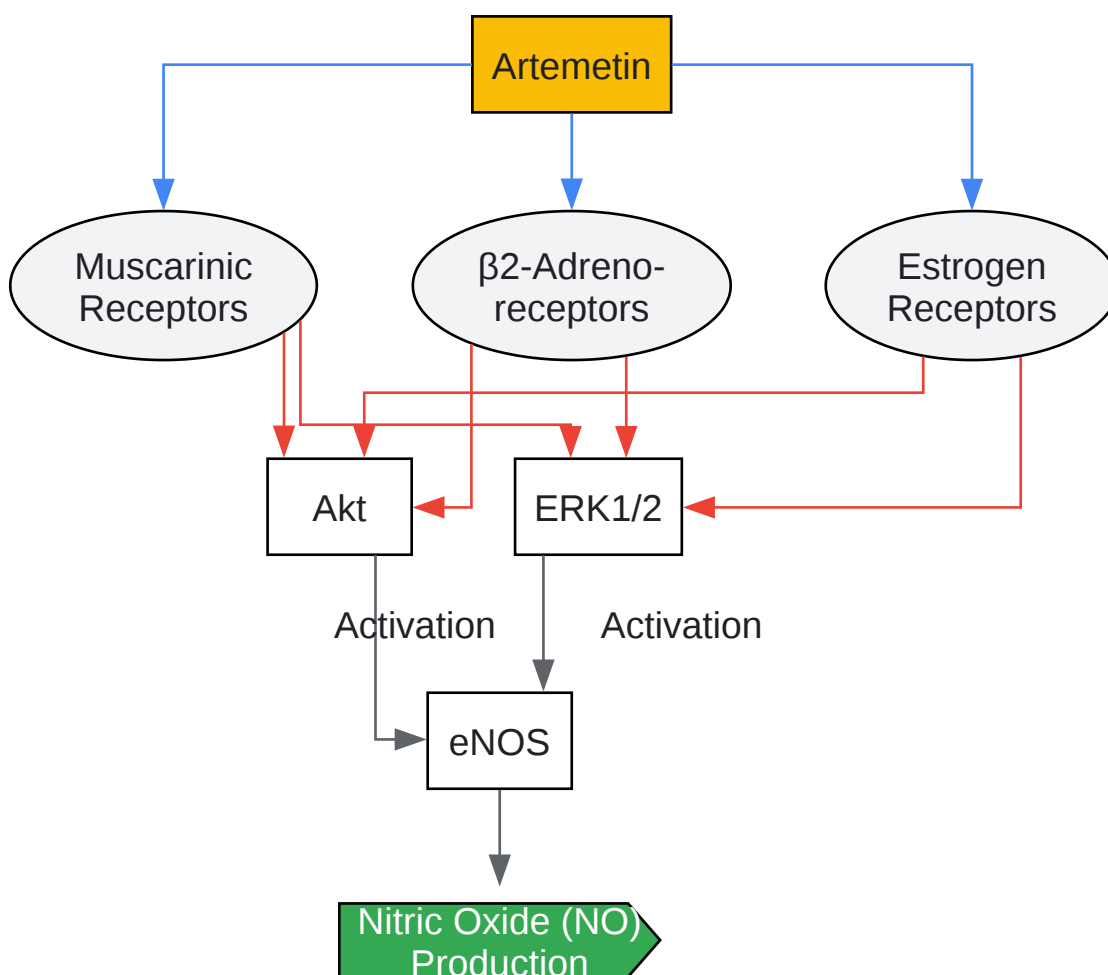 Artemetin
Muscarinic
Receptors
β2-Adreno-
receptors
Estrogen
Receptors
Akt
ERK1/2
Activation
Activation
eNOS
Nitric Oxide (NO)
Production